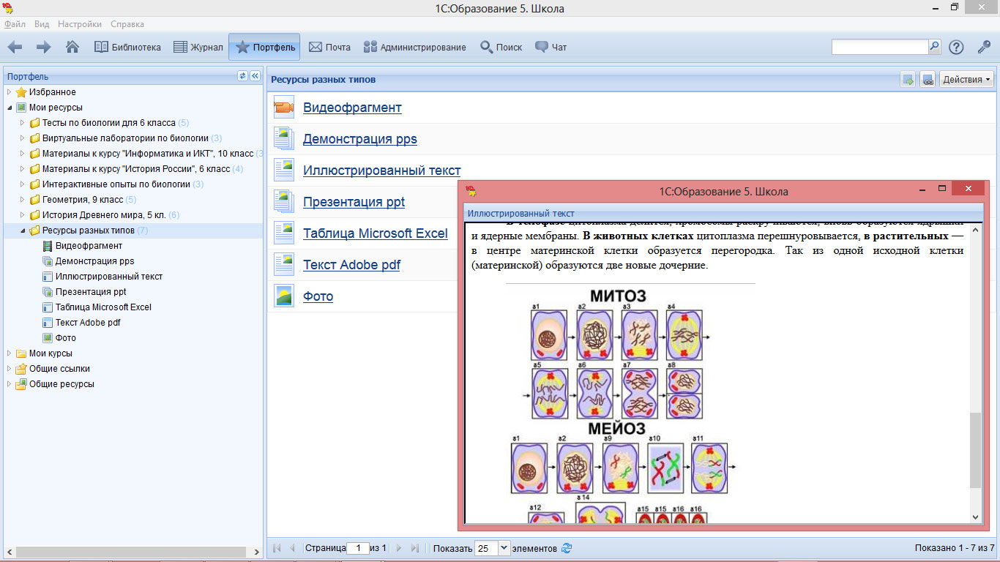 1С:Образование 5. Школа
Файл Вид Настройки Справка
Библиотека Журнал Портфель Почта Администрирование Поиск Чат
Портфель
Избранное
Мои ресурсы
Тесты по биологии для 6 класса (5)
Виртуальные лаборатории по биологии (3)
Материалы к курсу "Информатика и ИКТ", 10 класс (3
Материалы к курсу "История России", 6 класс (4)
Интерактивные опыты по биологии (3)
Геометрия, 9 класс (5)
История Древнего мира, 5 кл. (6)
Ресурсы разных типов (7)
Видеофрагмент
Демонстрация pps
Иллюстрированный текст
Презентация ppt
Таблица Microsoft Excel
Текст Adobe pdf
Фото
Мои курсы
Общие ссылки
Общие ресурсы
Ресурсы разных типов
Действия
Видеофрагмент
Демонстрация pps
Иллюстрированный текст
Презентация ppt
Таблица Microsoft Excel
Текст Adobe pdf
Фото
1С:Образование 5. Школа
Иллюстрированный текст
и ядерные мембраны. В животных клетках цитоплазма перешнуровывается, в растительных —
в центре материнской клетки образуется перегородка. Так из одной исходной клетки
(материнской) образуются две новые дочерние.
МИТОЗ
а1 а2 а3 а4
а5 а6 а7 а8
МЕЙОЗ
а1 а2 а9 а10 а11
а12 а14 а15 а15 а16 а16
Страница 1 из 1 Показать 25 элементов
Показано 1 - 7 из 7